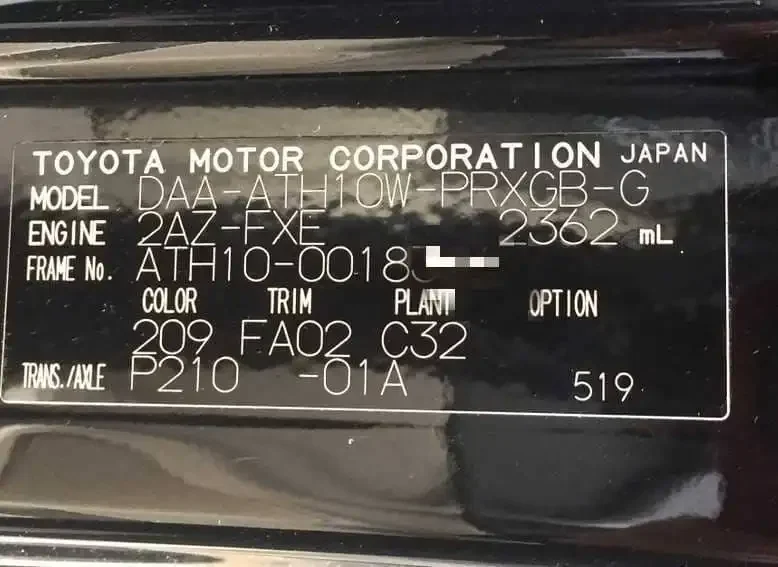 TOYOTA MOTOR CORPORATION JAPAN
MODEL DAA-ATH10W-PRXGB-G
ENGINE 2AZ-FXE 2362 mL
FRAME No. ATH10-00183
COLOR TRIM PLANT OPTION
209 FA02 C32
TRANS./AXLE P210 -01A 519